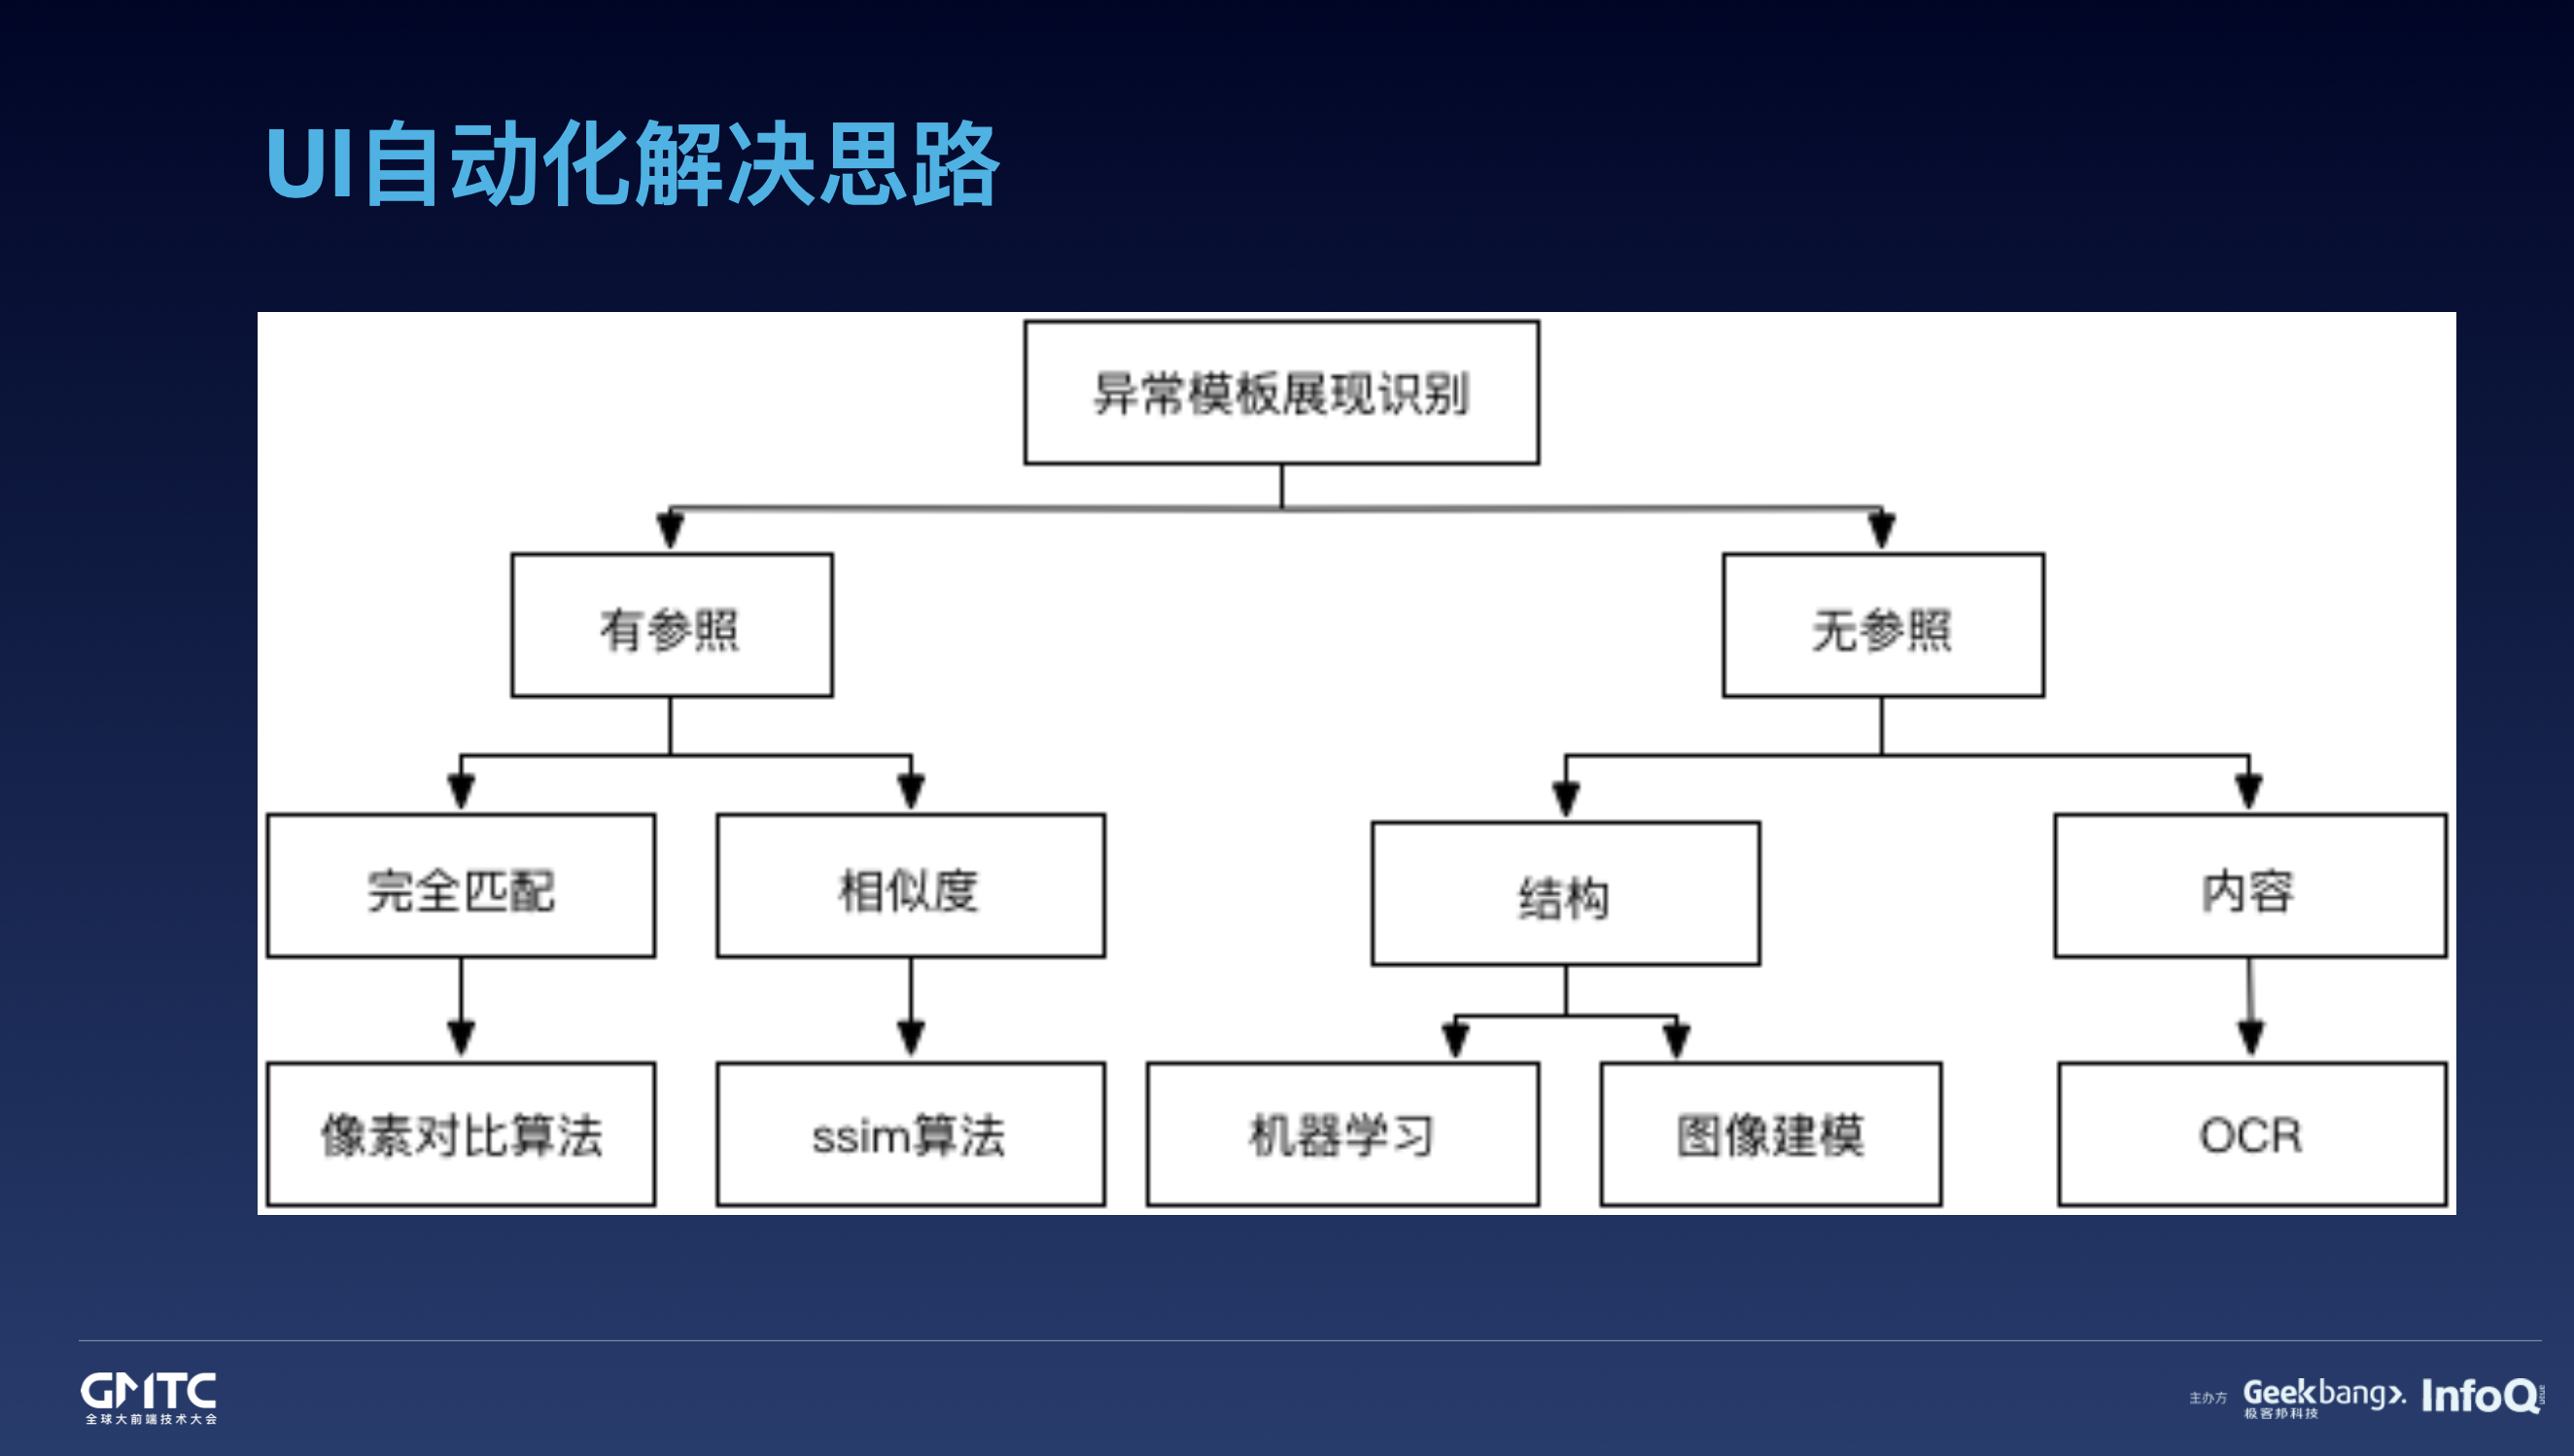 UI自动化解决思路
异常模板展现识别
有参照
无参照
完全匹配
相似度
结构
内容
像素对比算法
ssim算法
机器学习
图像建模
OCR
GMTC
全球大前端技术大会
主办方
Geekbang>.
极客邦科技
InfoQ